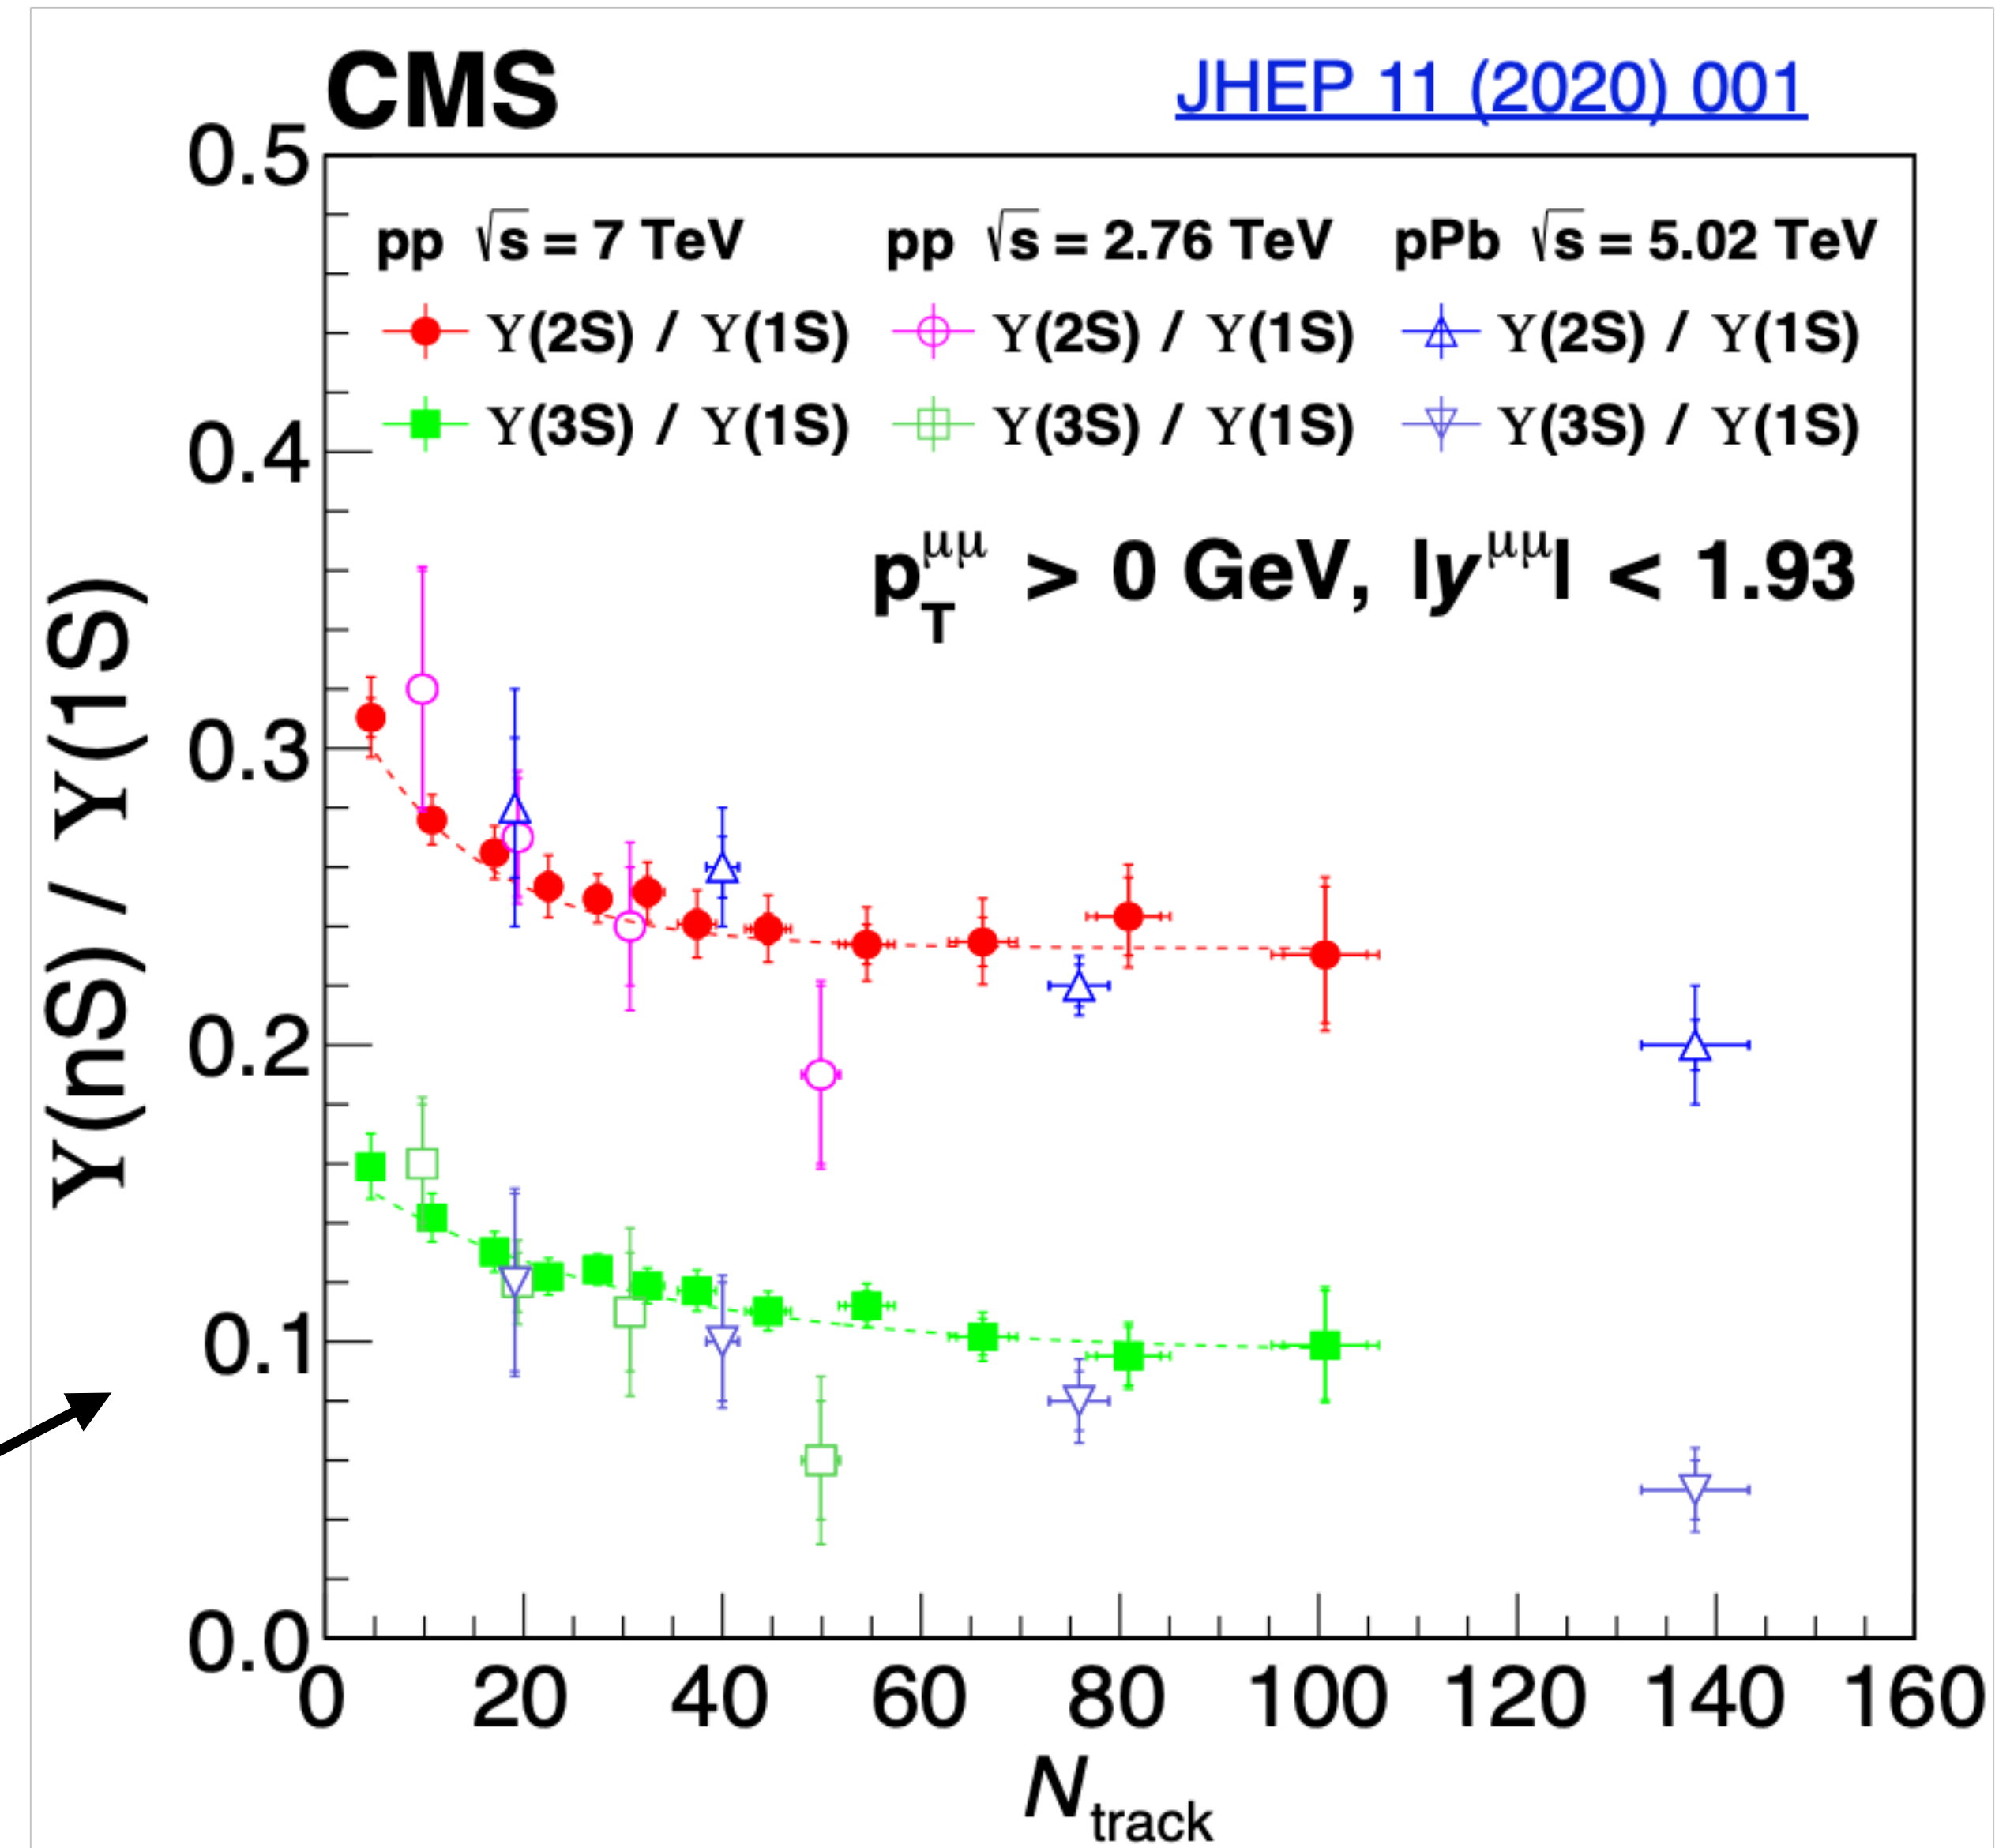 CMS
JHEP 11 (2020) 001
pp √s = 7 TeV pp √s = 2.76 TeV pPb √s = 5.02 TeV
ϒ(2S) / ϒ(1S) ϒ(2S) / ϒ(1S) ϒ(2S) / ϒ(1S)
ϒ(3S) / ϒ(1S) ϒ(3S) / ϒ(1S) ϒ(3S) / ϒ(1S)
p_T^μμ > 0 GeV, |y^μμ| < 1.93
ϒ(nS) / ϒ(1S)
0.5
0.4
0.3
0.2
0.1
0.0
0 20 40 60 80 100 120 140 160
N_track